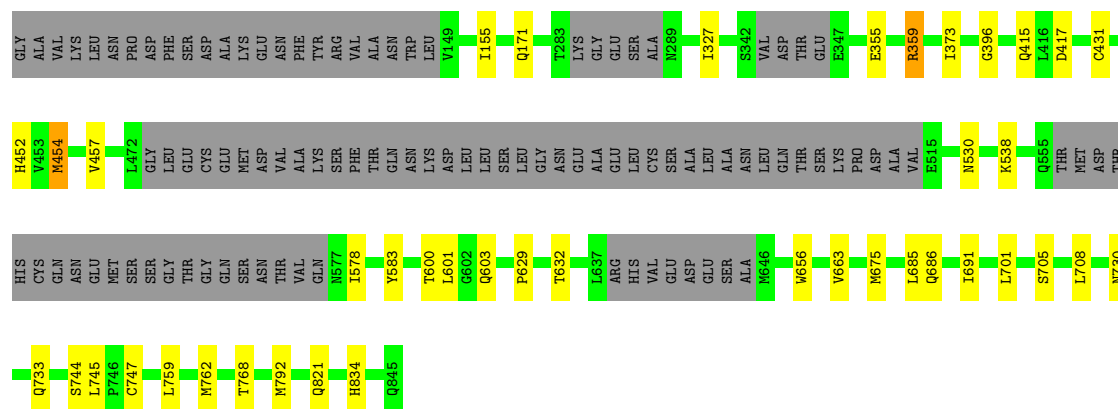 GLY ALA VAL LYS LEU ASN PRO ASP PHE SER ASP ALA LYS GLU ASN PHE TYR ARG VAL ALA ASN TRP LEU V149 I155 Q171 T283 LYS GLY GLU SER ALA N289 I327 S342 VAL ASP THR GLU E347 E355 R359 I373 G396 Q415 L416 D417 C431
H452 V453 M454 V457 L472 GLY LEU GLU CYS GLU MET ASP VAL ALA LYS SER PHE THR GLN ASN LYS ASP LEU LEU SER LEU GLY ASN GLU ALA GLU LEU CYS SER ALA LEU ALA ASN LEU GLN THR SER LYS PRO ASP ALA VAL E515 N530 K538 Q555 THR MET ASP THR
HIS CYS GLN ASN GLU MET SER SER GLY THR GLY GLN SER ASN THR VAL GLN N577 I578 Y583 T600 L601 G602 Q603 P629 T632 L637 ARG HIS VAL GLU ASP GLU SER ALA M646 W656 V663 M675 L685 Q686 I691 L701 S705 L708 N730
Q733 S744 L745 P746 C747 L759 M762 T768 M792 Q821 H834 Q845